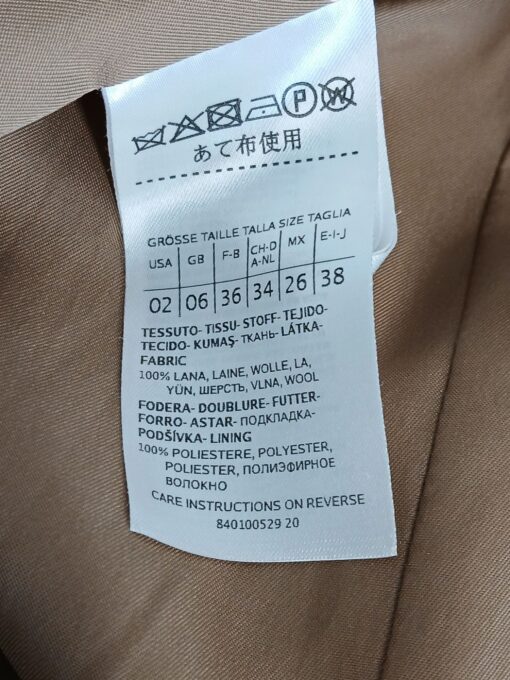 P W
あて布使用
GRÖSSE TAILLE TALLA SIZE TAGLIA
USA GB F-B CH-D A-NL MX E-I-J
02 06 36 34 26 38
TESSUTO- TISSU- STOFF- TEJIDO-
TECIDO- KUMAŞ- ТКАНЬ- LÁTKA-
FABRIC
100% LANA, LAINE, WOLLE, LA,
YÜN, ШЕРСТЬ, VLNA, WOOL
FODERA- DOUBLURE- FUTTER-
FORRO- ASTAR- ПОДКЛАДКА-
PODŠÍVKA- LINING
100% POLIESTERE, POLYESTER,
POLIESTER, ПОЛИЭФИРНОЕ
ВОЛОКНО
CARE INSTRUCTIONS ON REVERSE
840100529 20